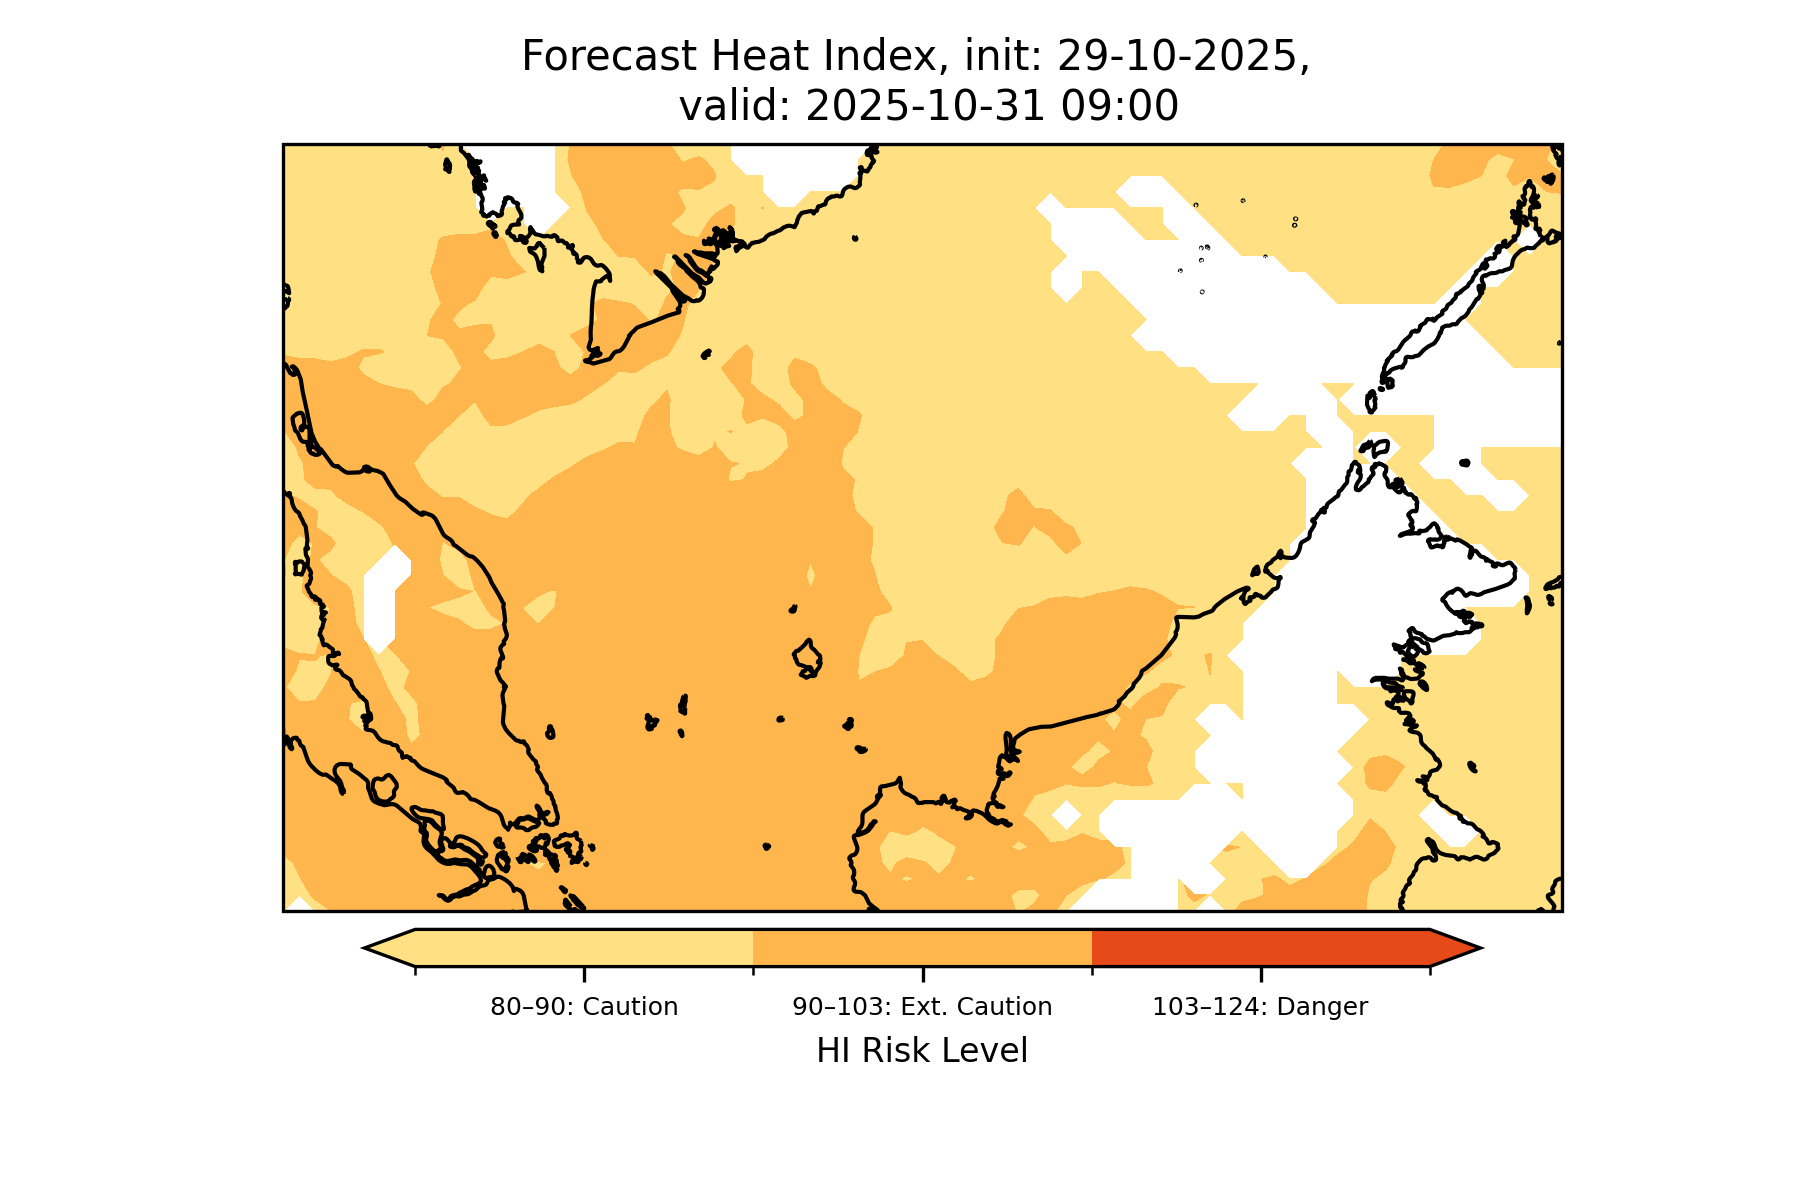 Forecast Heat Index, init: 29-10-2025,
valid: 2025-10-31 09:00
80–90: Caution
90–103: Ext. Caution
103–124: Danger
HI Risk Level